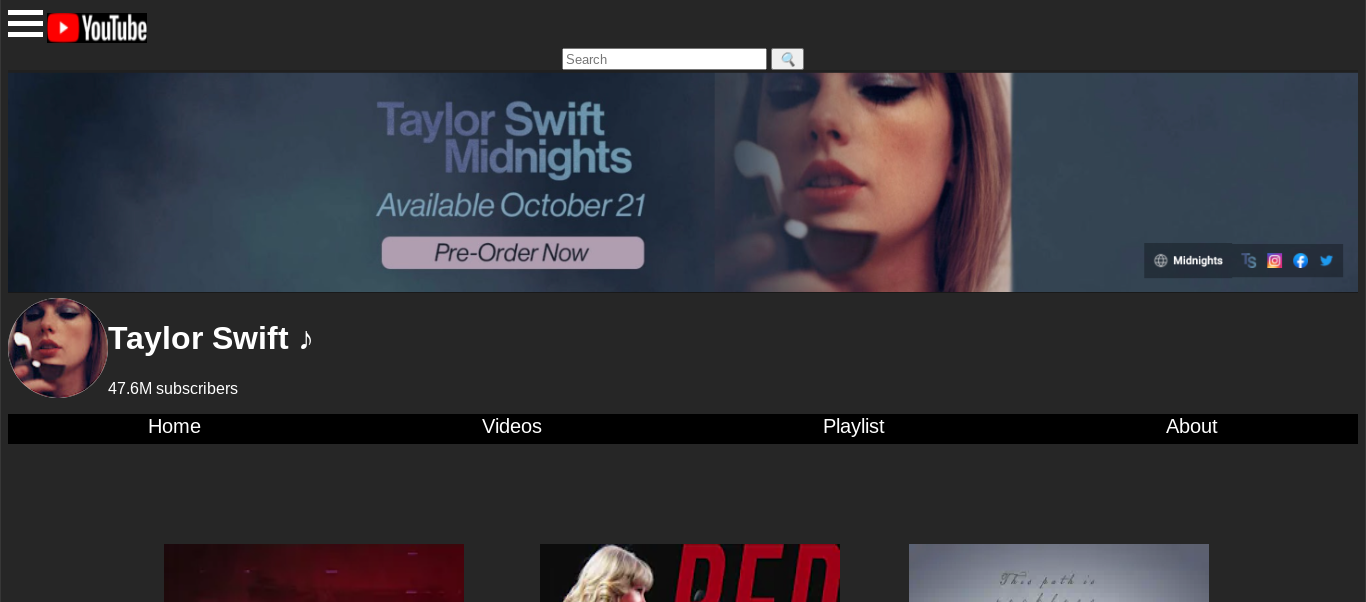 YouTube
Search
Taylor Swift
Midnights
Available October 21
Pre-Order Now
Midnights
TS
Taylor Swift ♪
47.6M subscribers
Home Videos Playlist About
RED
This path is
reckless